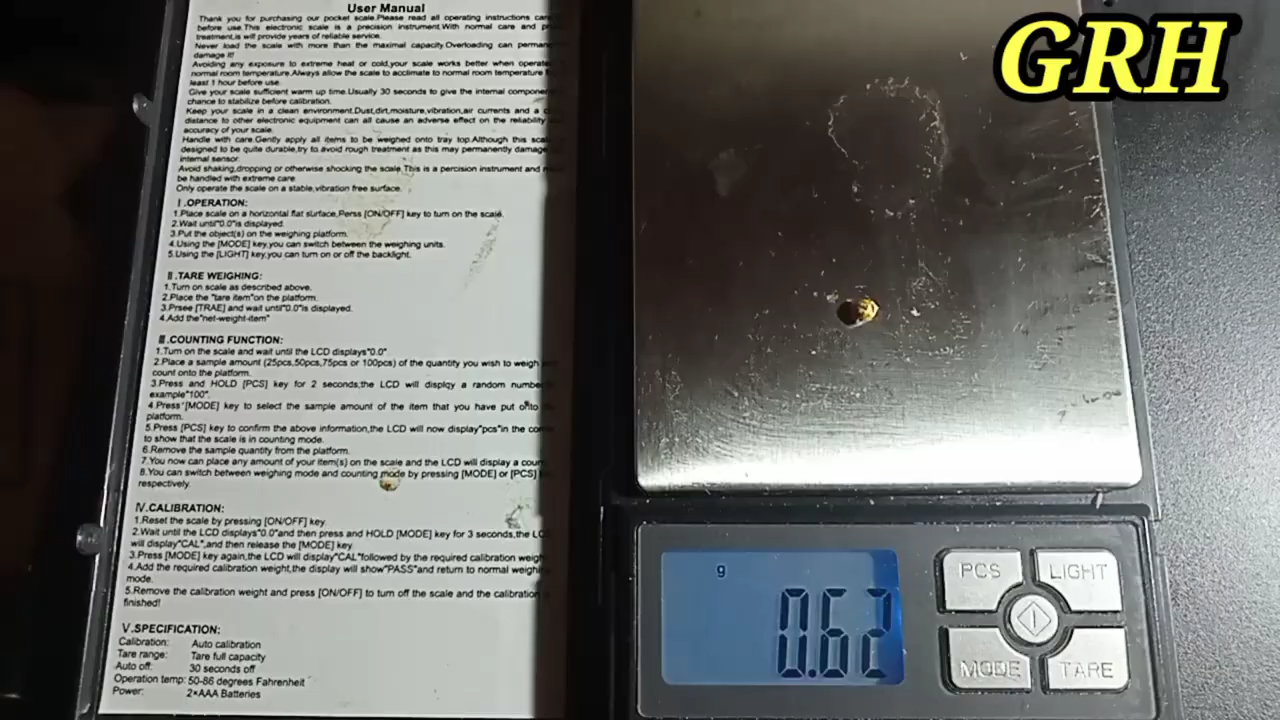 User Manual
Thank you for purchasing our pocket scale.Please read all operating instructions
before use.This electronic scale is a precision instrument.With normal care and
treatment,is will provide years of reliable service.
Never load the scale with more than the maximal capacity.Overloading can
damage it!
Avoiding any exposure to extreme heat or cold,your scale works better when
normal room temperature.Always allow the scale to acclimate to normal room temperature
least 1 hour before use.
Give your scale sufficient warm up time.Usually 30 seconds to give the internal
chance to stabilize before calibration.
Keep your scale in a clean environment.Dust,dirt,moisture,vibration,air currents and a
distance to other electronic equipment can all cause an adverse effect on the reliability
accuracy of your scale.
Handle with care.Gently apply all items to be weighed onto tray top.Although this
designed to be quite durable,try to avoid rough treatment as this may permanently damage
internal sensor.
Avoid shaking,dropping or otherwise shocking the scale.This is a percision instrument and
be handled with extreme care
Only operate the scale on a stable,vibration free surface.
Ⅰ.OPERATION:
1.Place scale on a horizontal flat surface,Perss [ON/OFF] key to turn on the scale.
2.Wait until"0.0"is displayed
3.Put the object(s) on the weighing platform.
4.Using the [MODE] key,you can switch between the weighing units.
5.Using the [LIGHT] key,you can turn on or off the backlight.
Ⅱ.TARE WEIGHING:
1.Turn on scale as described above.
2.Place the "tare item"on the platform.
3.Prsee [TRAE] and wait until"0.0"is displayed.
4.Add the"net-weight-item"
Ⅲ.COUNTING FUNCTION:
1.Turn on the scale and wait until the LCD displays"0.0"
2.Place a sample amount (25pcs,50pcs,75pcs or 100pcs) of the quantity you wish to weigh
count onto the platform.
3.Press and HOLD [PCS] key for 2 seconds,the LCD will displqy a random
example"100".
4.Press [MODE] key to select the sample amount of the item that you have put onto
platform.
5.Press [PCS] key to confirm the above information,the LCD will now display"pcs"in the
to show that the scale is in counting mode.
6.Remove the sample quantity from the platform.
7.You now can place any amount of your item(s) on the scale and the LCD will display a
8.You can switch between weighing mode and counting mode by pressing [MODE] or [PCS]
respectively.
Ⅳ.CALIBRATION:
1.Reset the scale by pressing [ON/OFF] key
2.Wait until the LCD displays"0.0"and then press and HOLD [MODE] key for 3 seconds,the
will display"CAL",and then release the [MODE] key
3.Press [MODE] key again,the LCD will display"CAL"followed by the required calibration
4.Add the required calibration weight,the display will show"PASS"and return to normal
mode.
5.Remove the calibration weight and press [ON/OFF] to turn off the scale and the calibration
finished!
Ⅴ.SPECIFICATION:
Calibration: Auto calibration
Tare range: Tare full capacity
Auto off: 30 seconds off
Operation temp: 50-86 degrees Fahrenheit
Power: 2×AAA Batteries
GRH
g
0.62
PCS LIGHT
MODE TARE